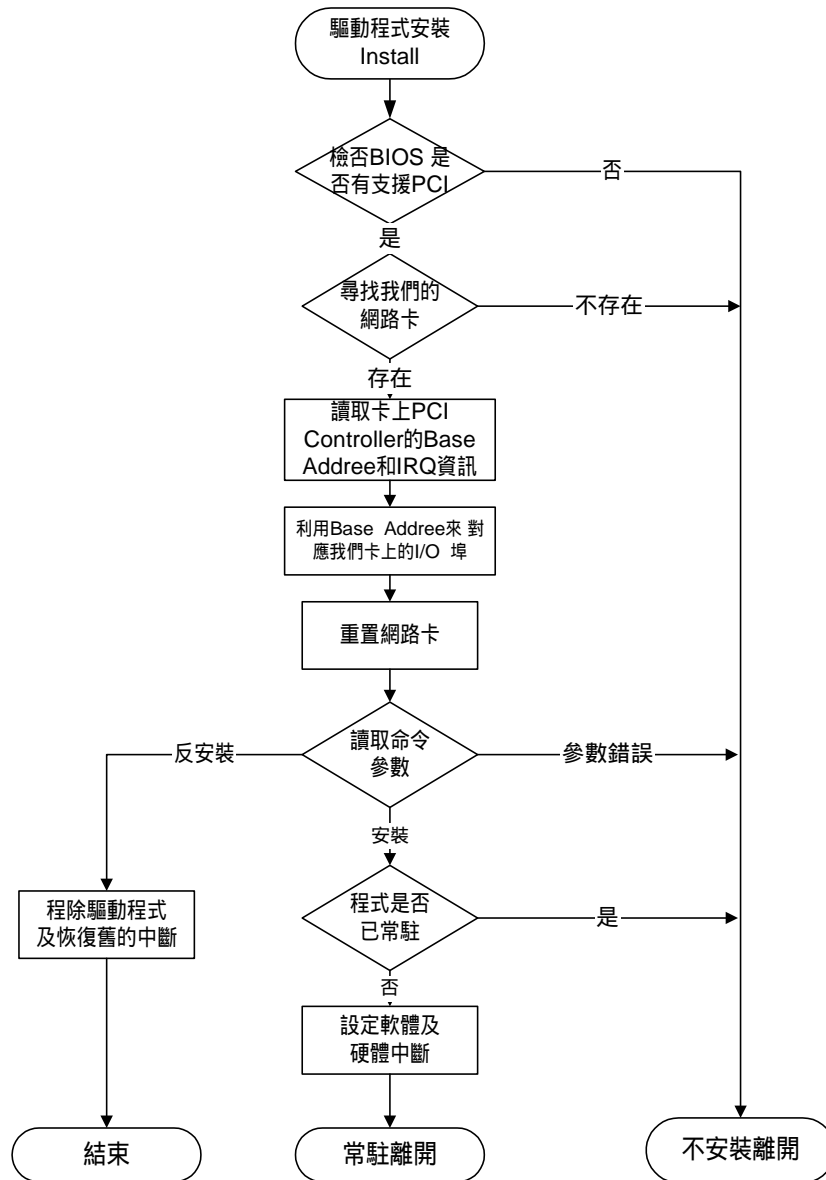 驅動程式安裝
Install
檢否BIOS 是
否有支援PCI
否
是
尋找我們的
網路卡
不存在
存在
讀取卡上PCI
Controller的Base
Addree和IRQ資訊
利用Base Addree來 對
應我們卡上的I/O 埠
重置網路卡
讀取命令
參數
反安裝
參數錯誤
安裝
程式是否
已常駐
是
程除驅動程式
及恢復舊的中斷
否
設定軟體及
硬體中斷
結束
常駐離開
不安裝離開